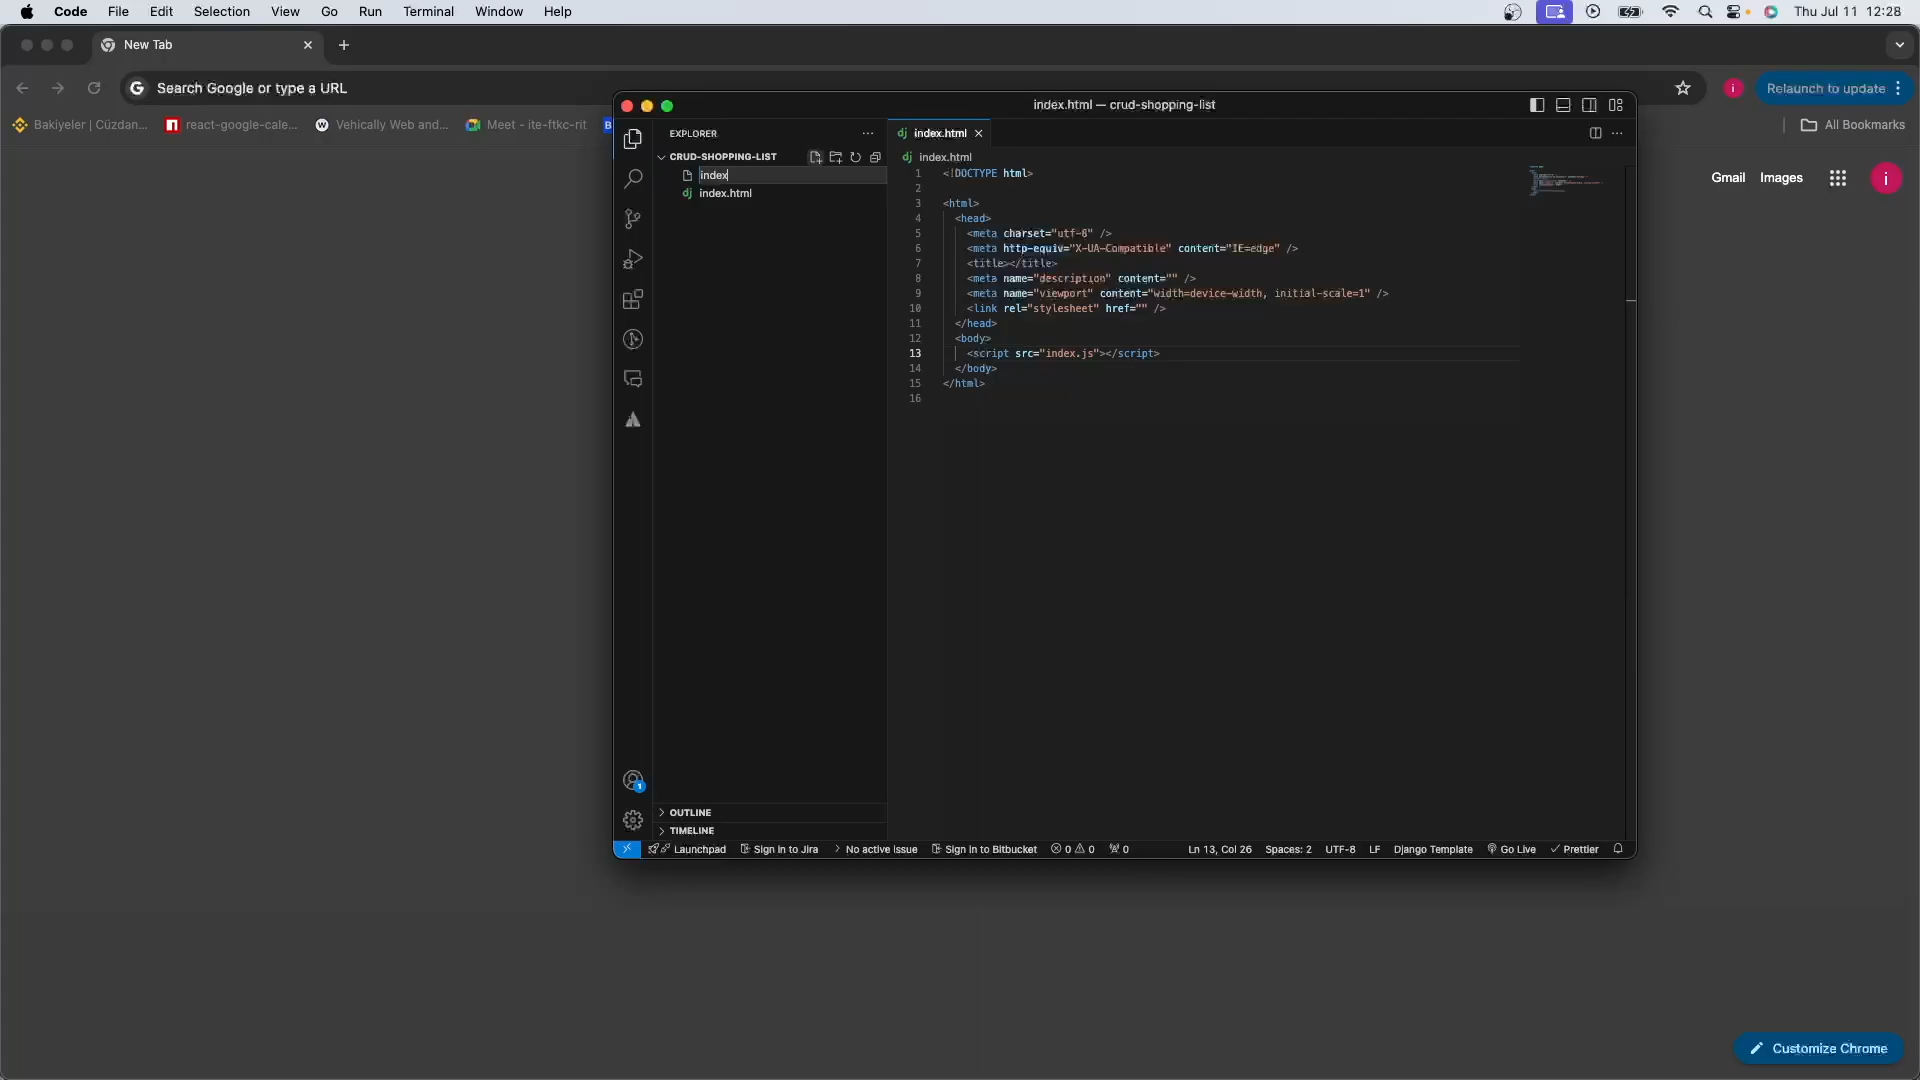 Code File Edit Selection View Go Run Terminal Window Help Thu Jul 11 12:28
New Tab
Search Google or type a URL
Relaunch to update
Bakiyeler | Cüzdan...
react-google-cale...
Vehically Web and...
Meet - ite-ftkc-rit
B
All Bookmarks
Gmail Images i
index.html — crud-shopping-list
EXPLORER
CRUD-SHOPPING-LIST
index
index.html
index.html
index.html
1 <!DOCTYPE html>
2
3 <html>
4 <head>
5 <meta charset="utf-8" />
6 <meta http-equiv="X-UA-Compatible" content="IE=edge" />
7 <title></title>
8 <meta name="description" content="" />
9 <meta name="viewport" content="width=device-width, initial-scale=1" />
10 <link rel="stylesheet" href="" />
11 </head>
12 <body>
13 <script src="index.js"></script>
14 </body>
15 </html>
16
OUTLINE
TIMELINE
1
Launchpad Sign in to Jira No active issue Sign in to Bitbucket 0 0 0 Ln 13, Col 26 Spaces: 2 UTF-8 LF Django Template Go Live Prettier
Customize Chrome